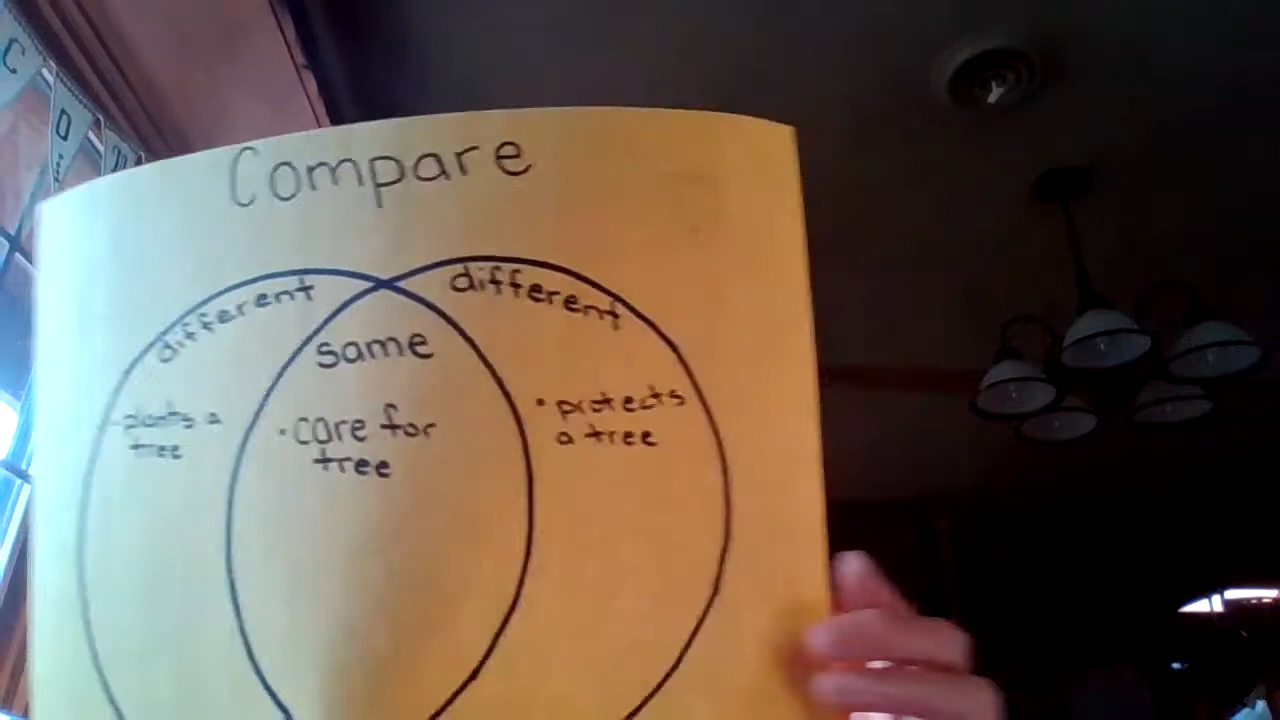 Compare
different
different
same
plants a
tree
• care for
tree
• protects
a tree
C
D